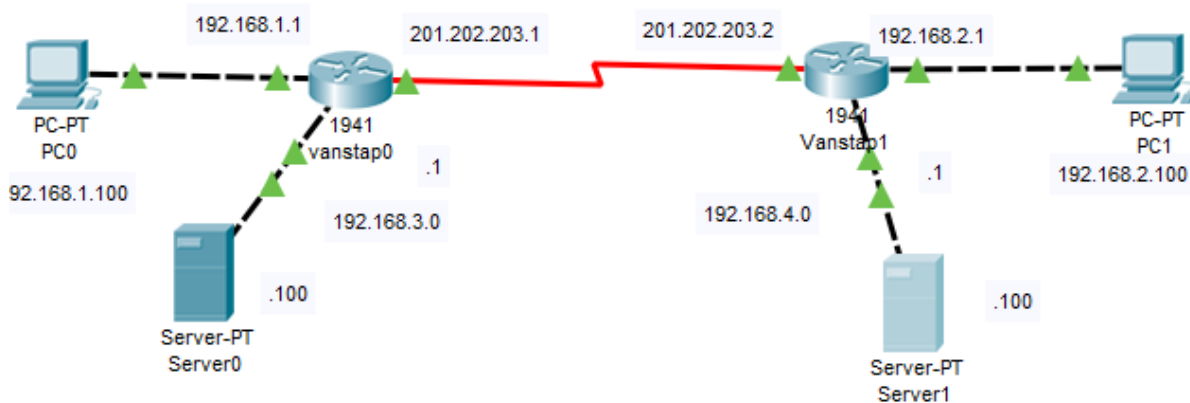 192.168.1.1
201.202.203.1
201.202.203.2
192.168.2.1
PC-PT
PC0
92.168.1.100
1941
vanstap0
1941
Vanstap1
PC-PT
PC1
192.168.2.100
.1
192.168.3.0
.1
192.168.4.0
.100
Server-PT
Server0
.100
Server-PT
Server1